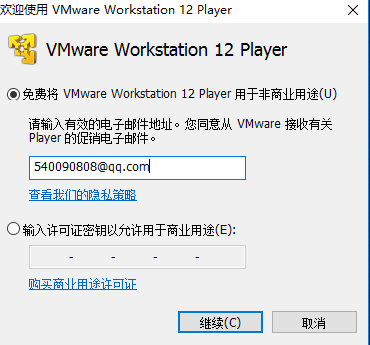 欢迎使用 VMware Workstation 12 Player
VMware Workstation 12 Player
免费将 VMware Workstation 12 Player 用于非商业用途(U)
请输入有效的电子邮件地址。您同意从 VMware 接收有关
Player 的促销电子邮件。
540090808@qq.com
查看我们的隐私策略
输入许可证密钥以允许用于商业用途(E):
- - - -
购买商业用途许可证
继续(C) 取消